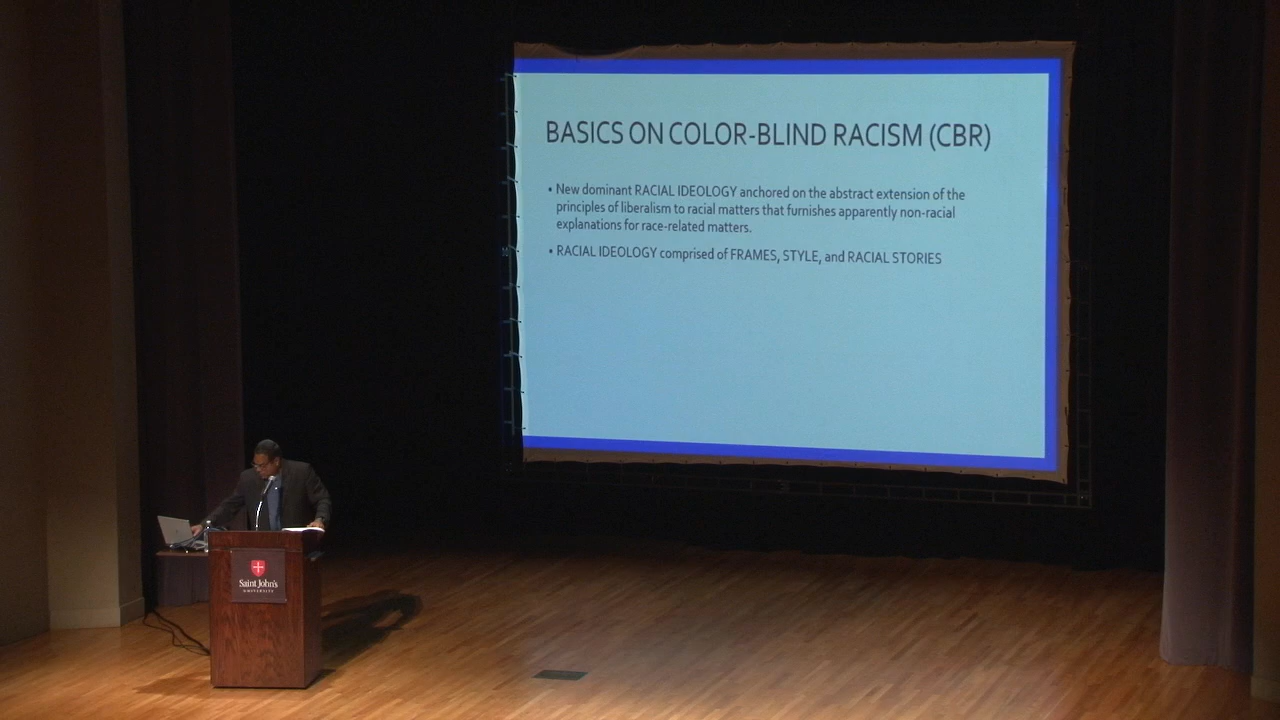 BASICS ON COLOR-BLIND RACISM (CBR)
• New dominant RACIAL IDEOLOGY anchored on the abstract extension of the
principles of liberalism to racial matters that furnishes apparently non-racial
explanations for race-related matters.
• RACIAL IDEOLOGY comprised of FRAMES, STYLE, and RACIAL STORIES
Saint John's
UNIVERSITY